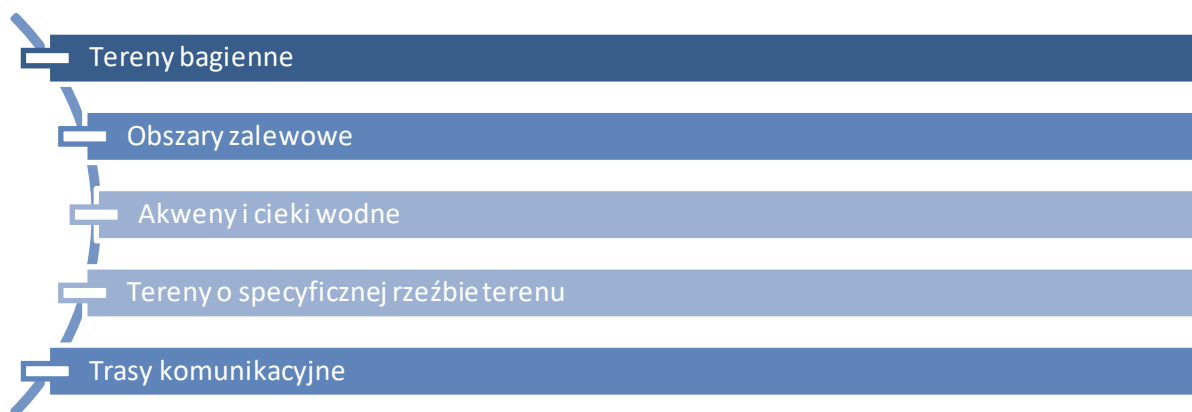 Tereny bagienne
Obszary zalewowe
Akweny i cieki wodne
Tereny o specyficznej rzeźbie terenu
Trasy komunikacyjne